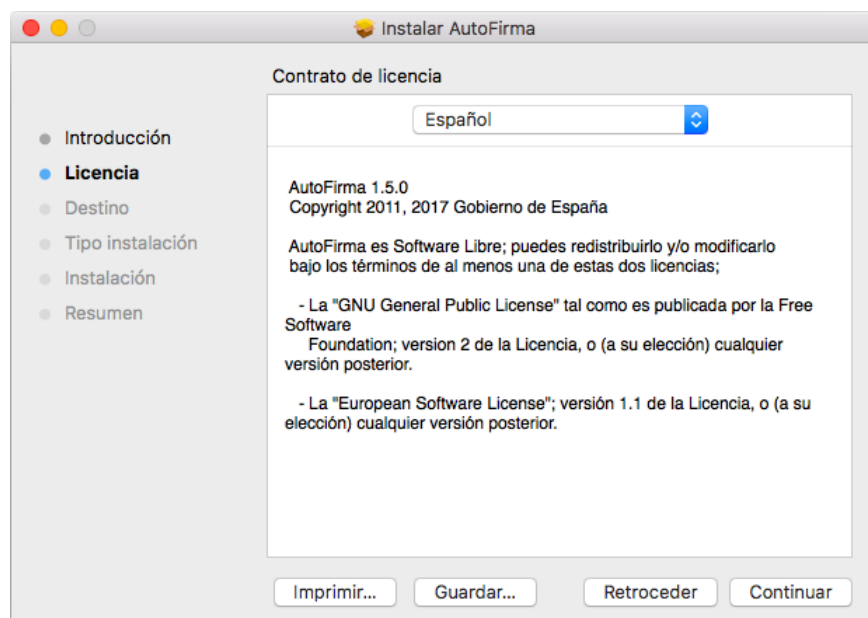 Instalar AutoFirma
Contrato de licencia
Introducción
Licencia
Destino
Tipo instalación
Instalación
Resumen
Español
AutoFirma 1.5.0
Copyright 2011, 2017 Gobierno de España
AutoFirma es Software Libre; puedes redistribuirlo y/o modificarlo
bajo los términos de al menos una de estas dos licencias;
- La "GNU General Public License" tal como es publicada por la Free
Software
Foundation; version 2 de la Licencia, o (a su elección) cualquier
versión posterior.
- La "European Software License"; versión 1.1 de la Licencia, o (a su
elección) cualquier versión posterior.
Imprimir...
Guardar...
Retroceder
Continuar